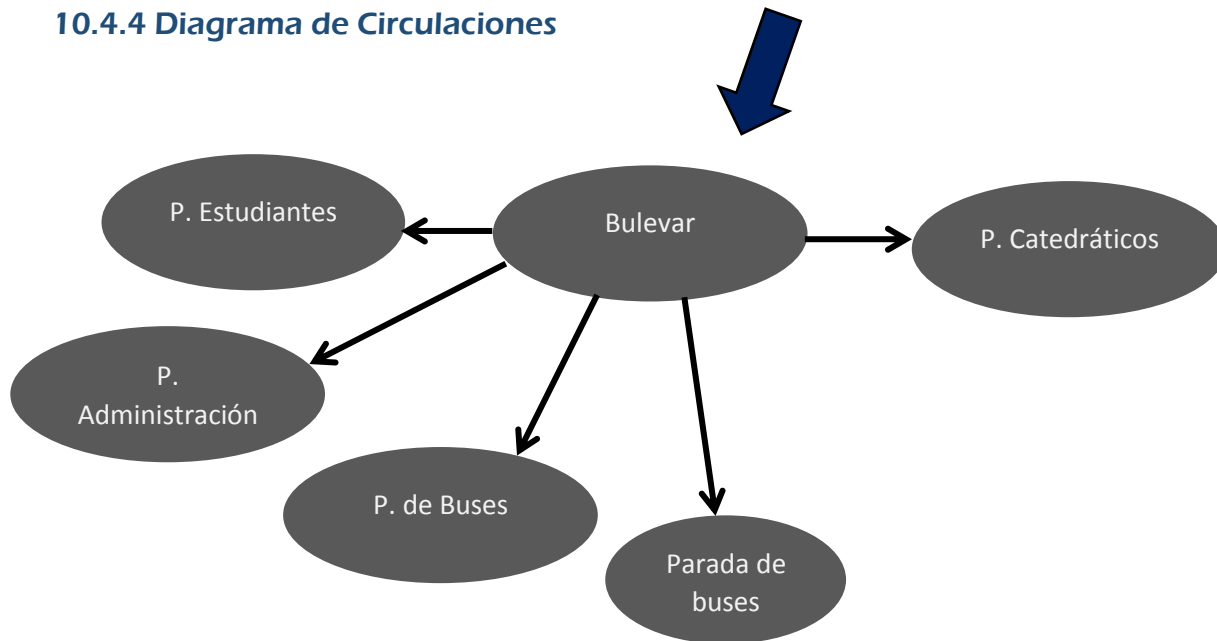 10.4.4 Diagrama de Circulaciones
P. Estudiantes
Bulevar
P. Catedráticos
P.
Administración
P. de Buses
Parada de
buses